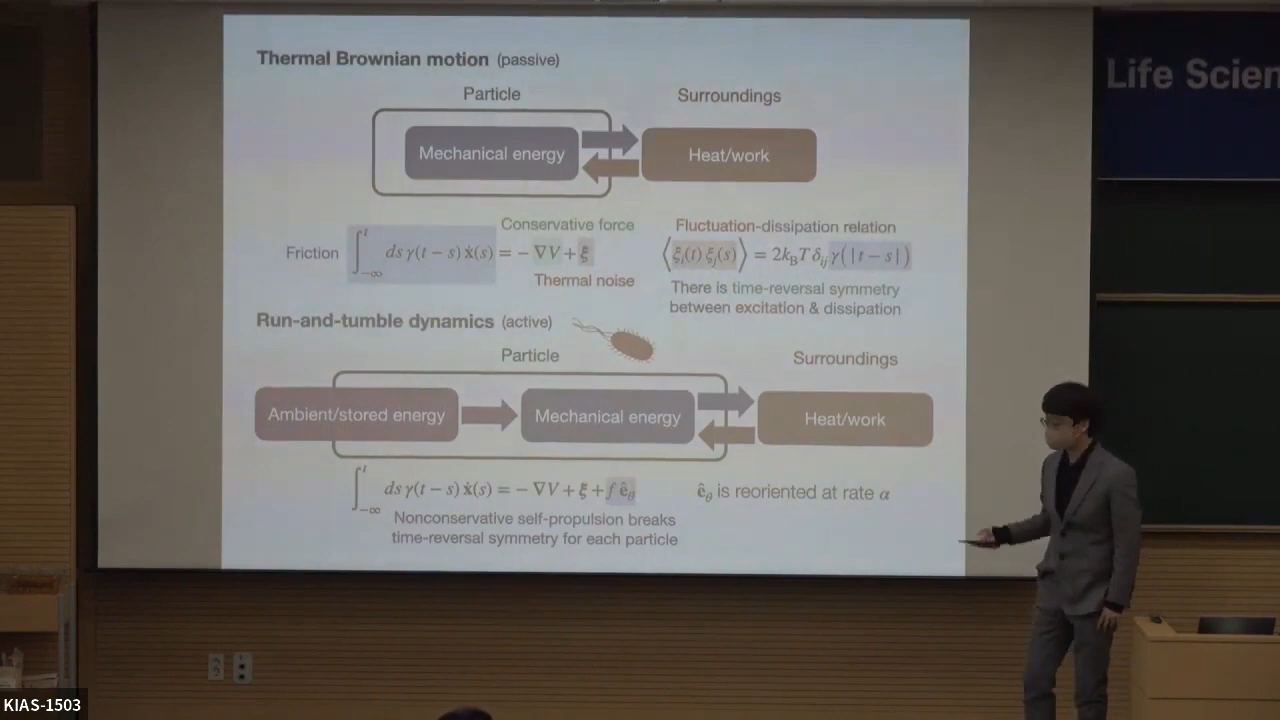 Thermal Brownian motion (passive)
Particle
Surroundings
Mechanical energy
Heat/work
Life Scien
Conservative force
Fluctuation-dissipation relation
Friction ∫_{-∞}^{t} ds γ(t − s) ẋ(s) = − ∇V + ξ
⟨ξ_i(t) ξ_j(s)⟩ = 2k_B T δ_{ij} γ(|t − s|)
Thermal noise
There is time-reversal symmetry
between excitation & dissipation
Run-and-tumble dynamics (active)
Particle
Surroundings
Ambient/stored energy
Mechanical energy
Heat/work
∫_{-∞}^{t} ds γ(t − s) ẋ(s) = − ∇V + ξ + f ê_θ
ê_θ is reoriented at rate α
Nonconservative self-propulsion breaks
time-reversal symmetry for each particle
KIAS-1503